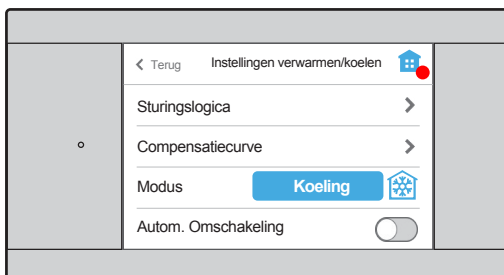 Terug Instellingen verwarmen/koelen
Sturingslogica
Compensatiecurve
Modus Koeling
Autom. Omschakeling